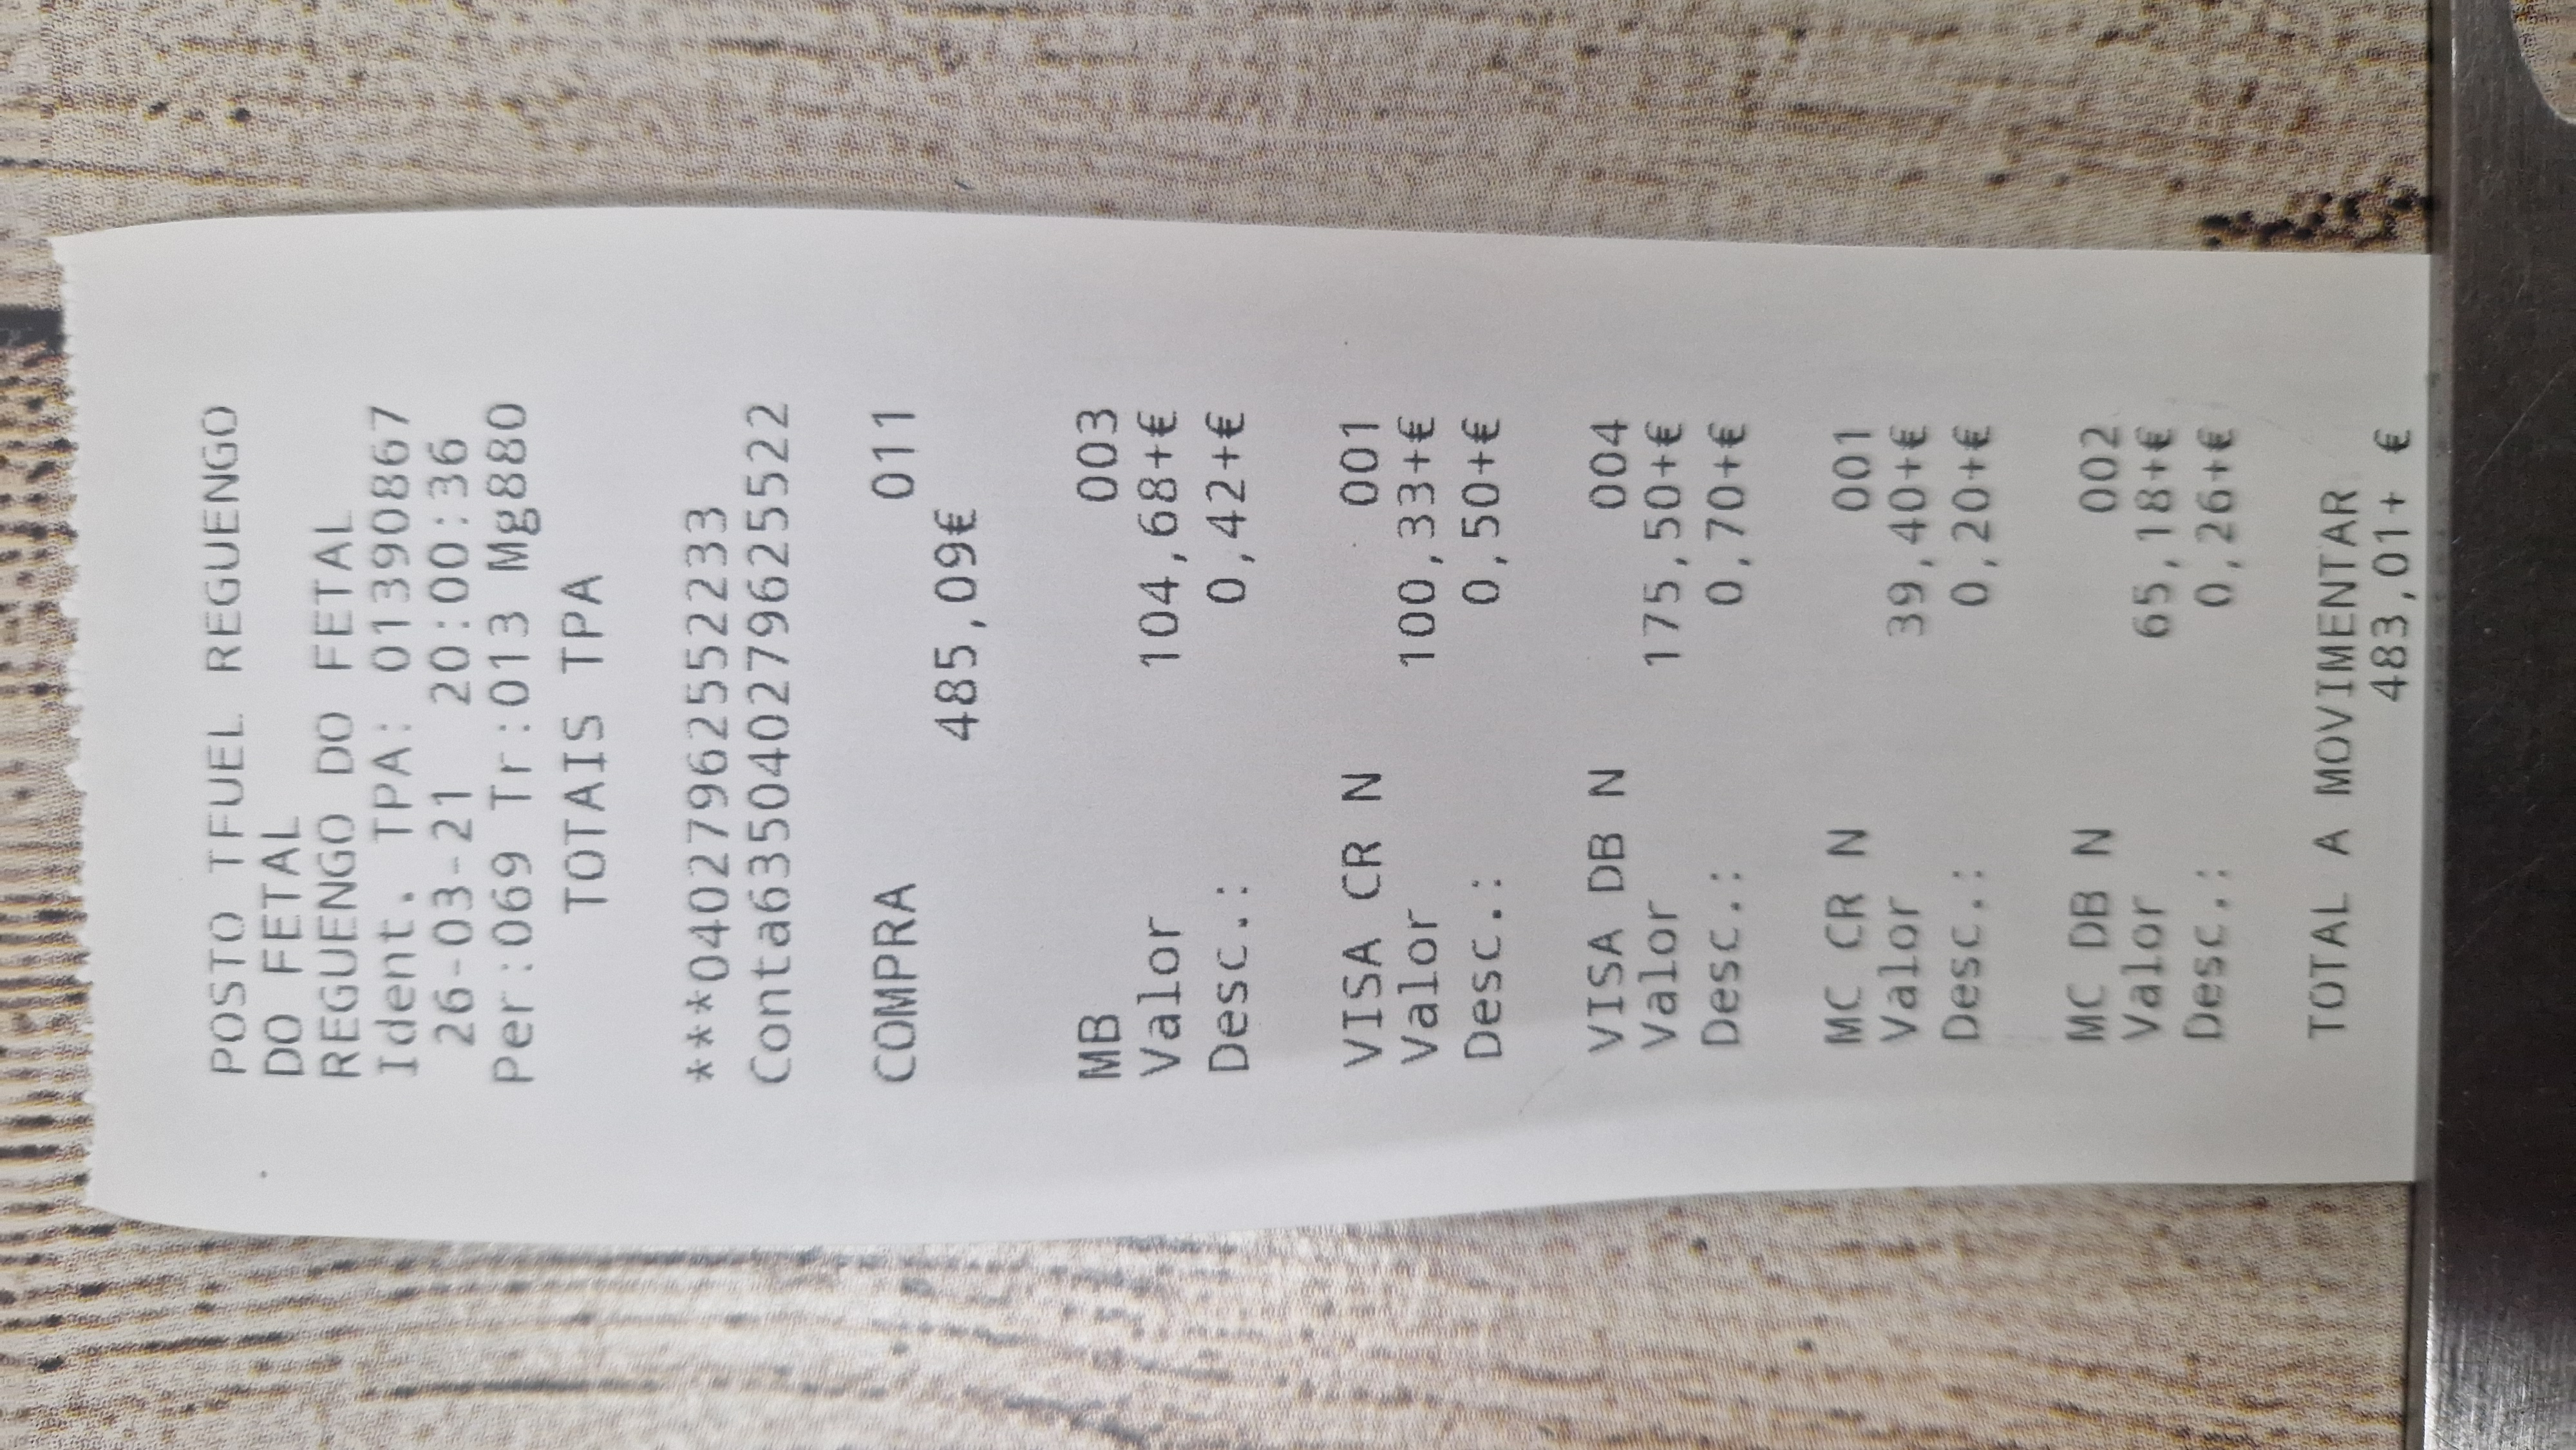 POSTO TFUEL REGUENGO
DO FETAL
REGUENGO DO FETAL
Ident. TPA: 01390867
26-03-21 20:00:36
Per:069 Tr:013 Mg880
TOTAIS TPA
***040279625552233
Conta635040279625​5522
COMPRA 011
485,09€
MB 003
Valor 104,68+€
Desc.: 0,42+€
VISA CR N 001
Valor 100,33+€
Desc.: 0,50+€
VISA DB N 004
Valor 175,50+€
Desc.: 0,70+€
MC CR N 001
Valor 39,40+€
Desc.: 0,20+€
MC DB N 002
Valor 65,18+€
Desc.: 0,26+€
TOTAL A MOVIMENTAR
483,01+ €